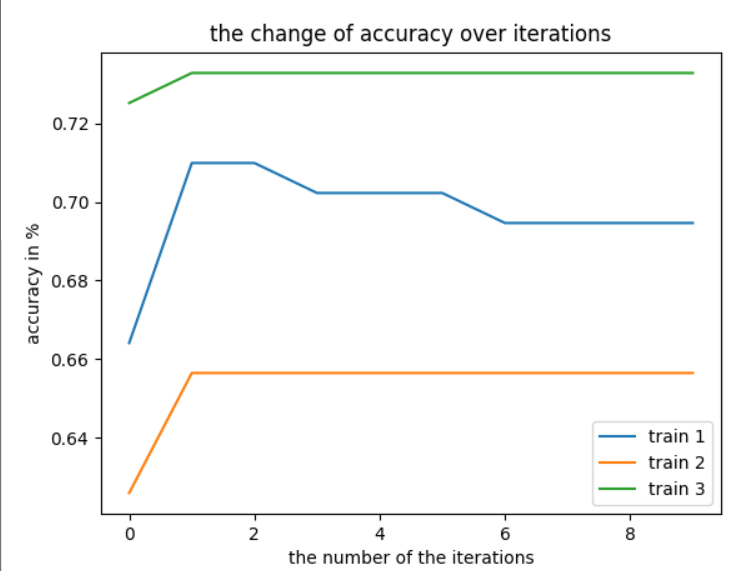 the change of accuracy over iterations
0.72
0.70
0.68
0.66
0.64
accuracy in %
train 1
train 2
train 3
0 2 4 6 8
the number of the iterations